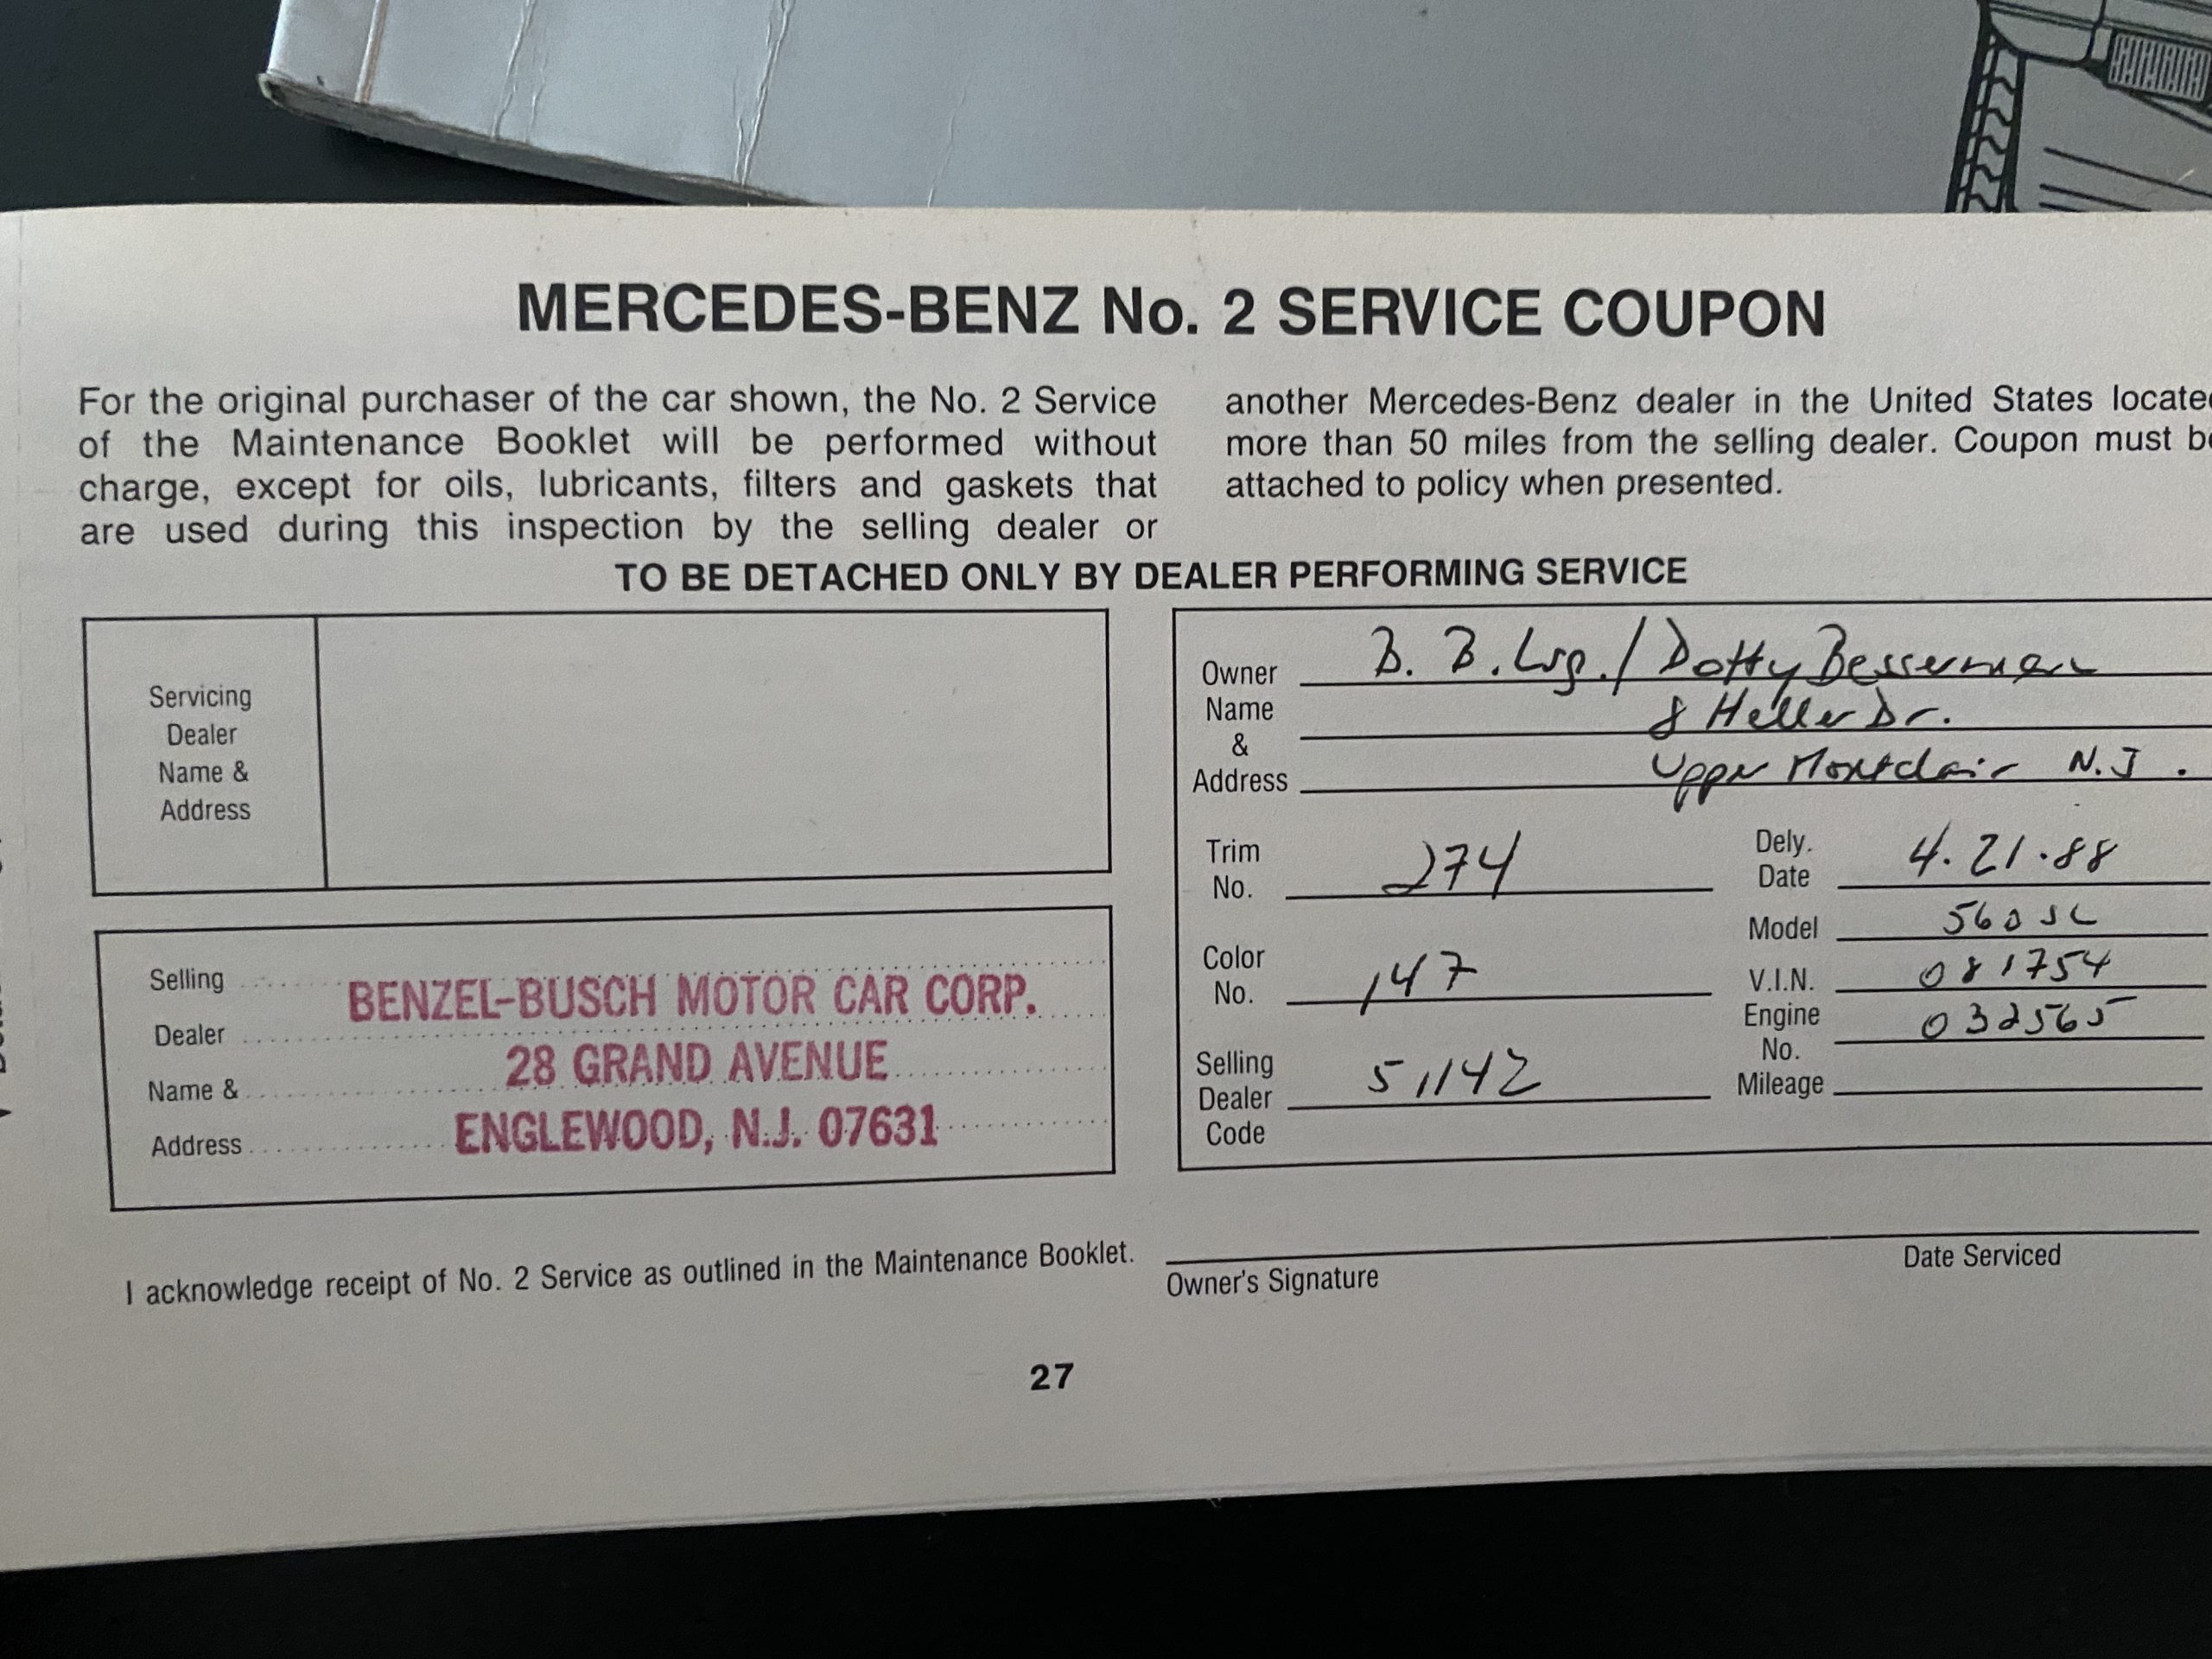 MERCEDES-BENZ No. 2 SERVICE COUPON
For the original purchaser of the car shown, the No. 2 Service
of the Maintenance Booklet will be performed without
charge, except for oils, lubricants, filters and gaskets that
are used during this inspection by the selling dealer or
another Mercedes-Benz dealer in the United States located
more than 50 miles from the selling dealer. Coupon must be
attached to policy when presented.
TO BE DETACHED ONLY BY DEALER PERFORMING SERVICE
Servicing
Dealer
Name &
Address
Selling
BENZEL-BUSCH MOTOR CAR CORP.
Dealer
28 GRAND AVENUE
Name &
ENGLEWOOD, N.J. 07631
Address
Owner
Name
&
Address
B. B. / Dotty Besserman
8 Heller Dr.
Upper Montclair N.J.
Trim
No.
274
Dely.
Date
4.21.88
Model
560SL
Color
No.
147
V.I.N.
081754
Engine
No.
032565
Selling
Dealer
Code
51142
Mileage
I acknowledge receipt of No. 2 Service as outlined in the Maintenance Booklet.
Owner's Signature
Date Serviced
27